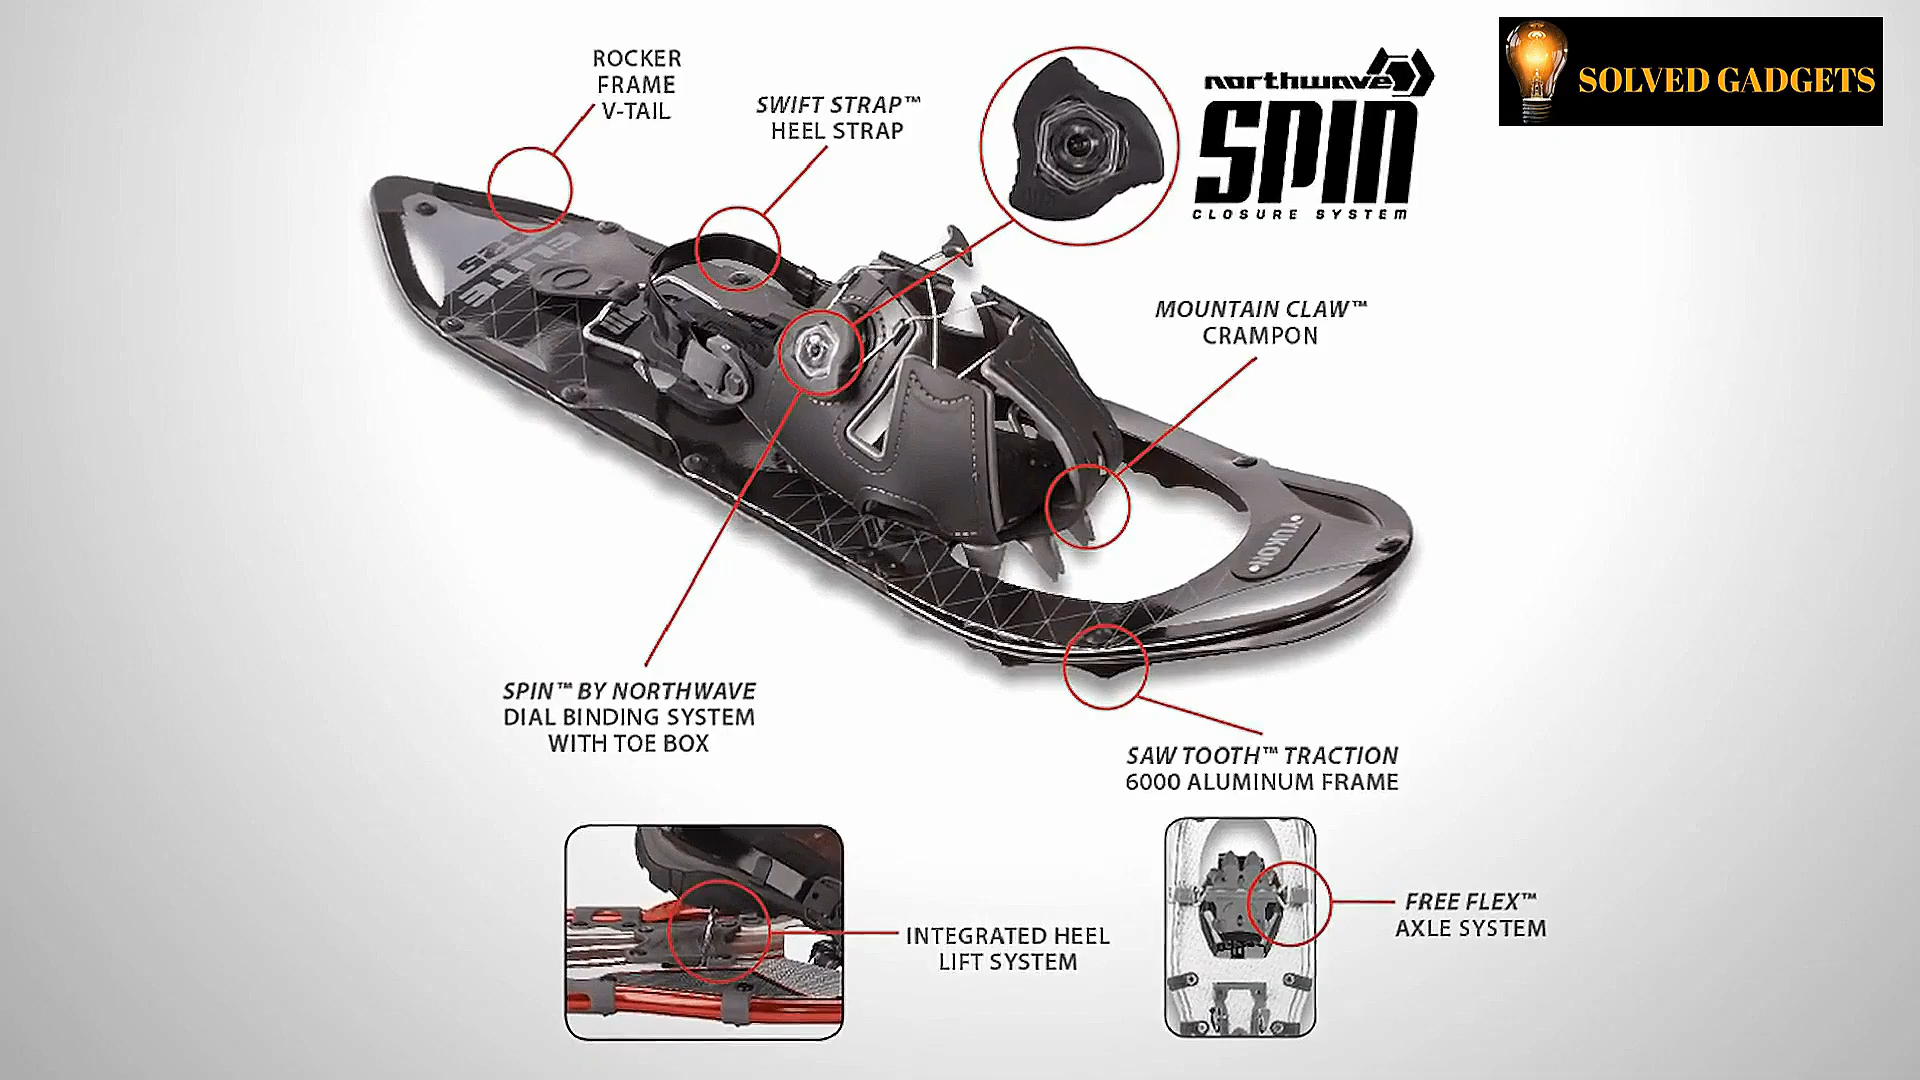 ROCKER
FRAME
V-TAIL
SWIFT STRAP™
HEEL STRAP
northwave
SPIN
CLOSURE SYSTEM
SOLVED GADGETS
MOUNTAIN CLAW™
CRAMPON
ELITE
YUKON
SPIN™ BY NORTHWAVE
DIAL BINDING SYSTEM
WITH TOE BOX
SAW TOOTH™ TRACTION
6000 ALUMINUM FRAME
INTEGRATED HEEL
LIFT SYSTEM
FREE FLEX™
AXLE SYSTEM